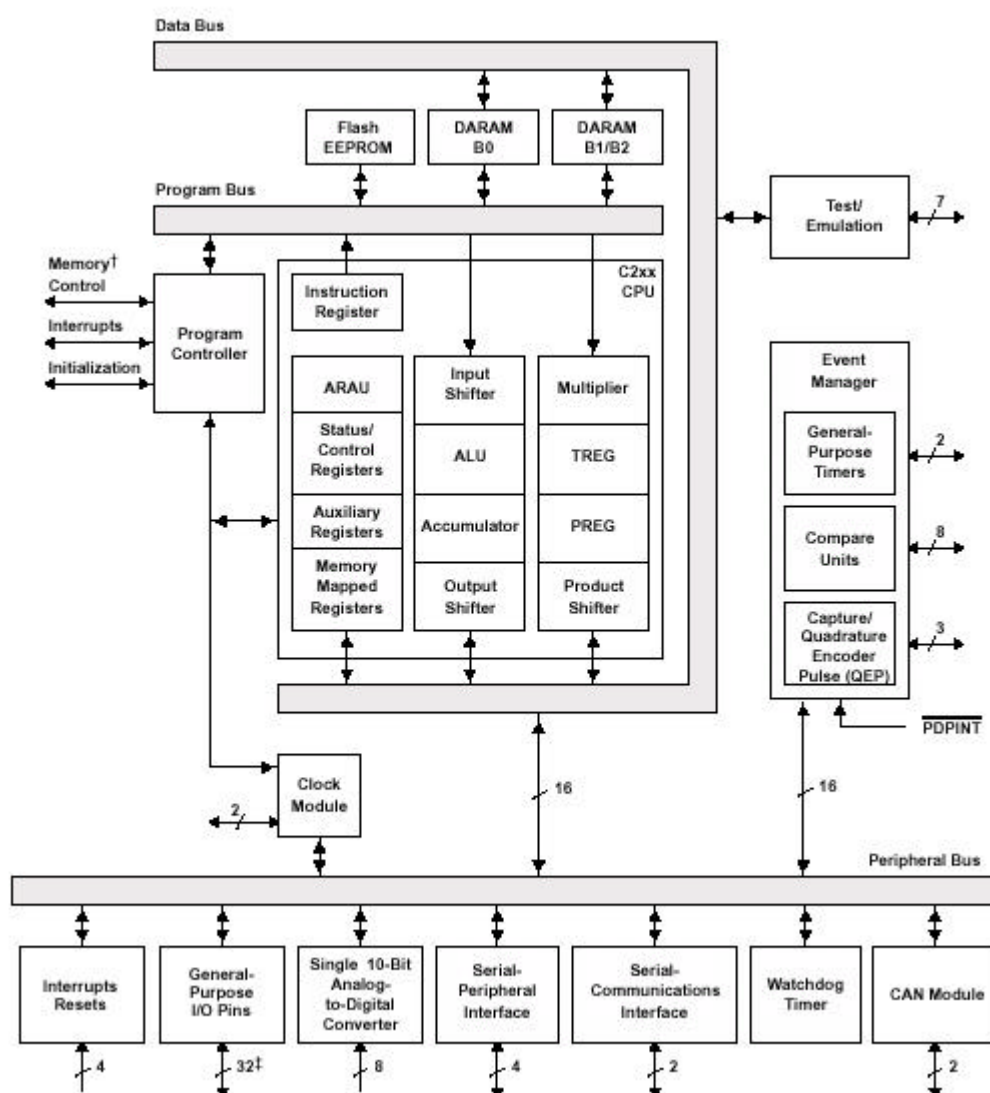 Data Bus
Flash
EEPROM
DARAM
B0
DARAM
B1/B2
Program Bus
Test/
Emulation
7
C2xx
CPU
Memory†
Control
Interrupts
Initialization
Program
Controller
Instruction
Register
ARAU
Status/
Control
Registers
Auxiliary
Registers
Memory
Mapped
Registers
Input
Shifter
ALU
Accumulator
Output
Shifter
Multiplier
TREG
PREG
Product
Shifter
Event
Manager
General-
Purpose
Timers
2
Compare
Units
8
Capture/
Quadrature
Encoder
Pulse (QEP)
3
PDPINT
Clock
Module
2
16
16
Peripheral Bus
Interrupts
Resets
4
General-
Purpose
I/O Pins
32‡
Single 10-Bit
Analog-
to-Digital
Converter
8
Serial-
Peripheral
Interface
4
Serial-
Communications
Interface
2
Watchdog
Timer
CAN Module
2